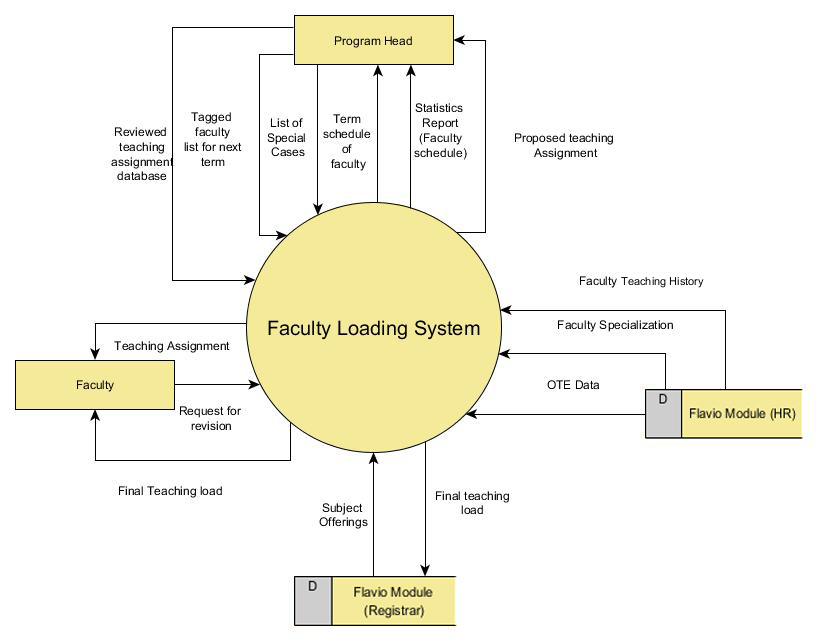 Program Head
Reviewed
teaching
assignment
database
Tagged
faculty
list for next
term
List of
Special
Cases
Term
schedule
of
faculty
Statistics
Report
(Faculty
schedule)
Proposed teaching
Assignment
Faculty Loading System
Faculty Teaching History
Faculty Specialization
OTE Data
D
Flavio Module (HR)
Teaching Assignment
Faculty
Request for
revision
Final Teaching load
Subject
Offerings
Final teaching
load
D
Flavio Module
(Registrar)